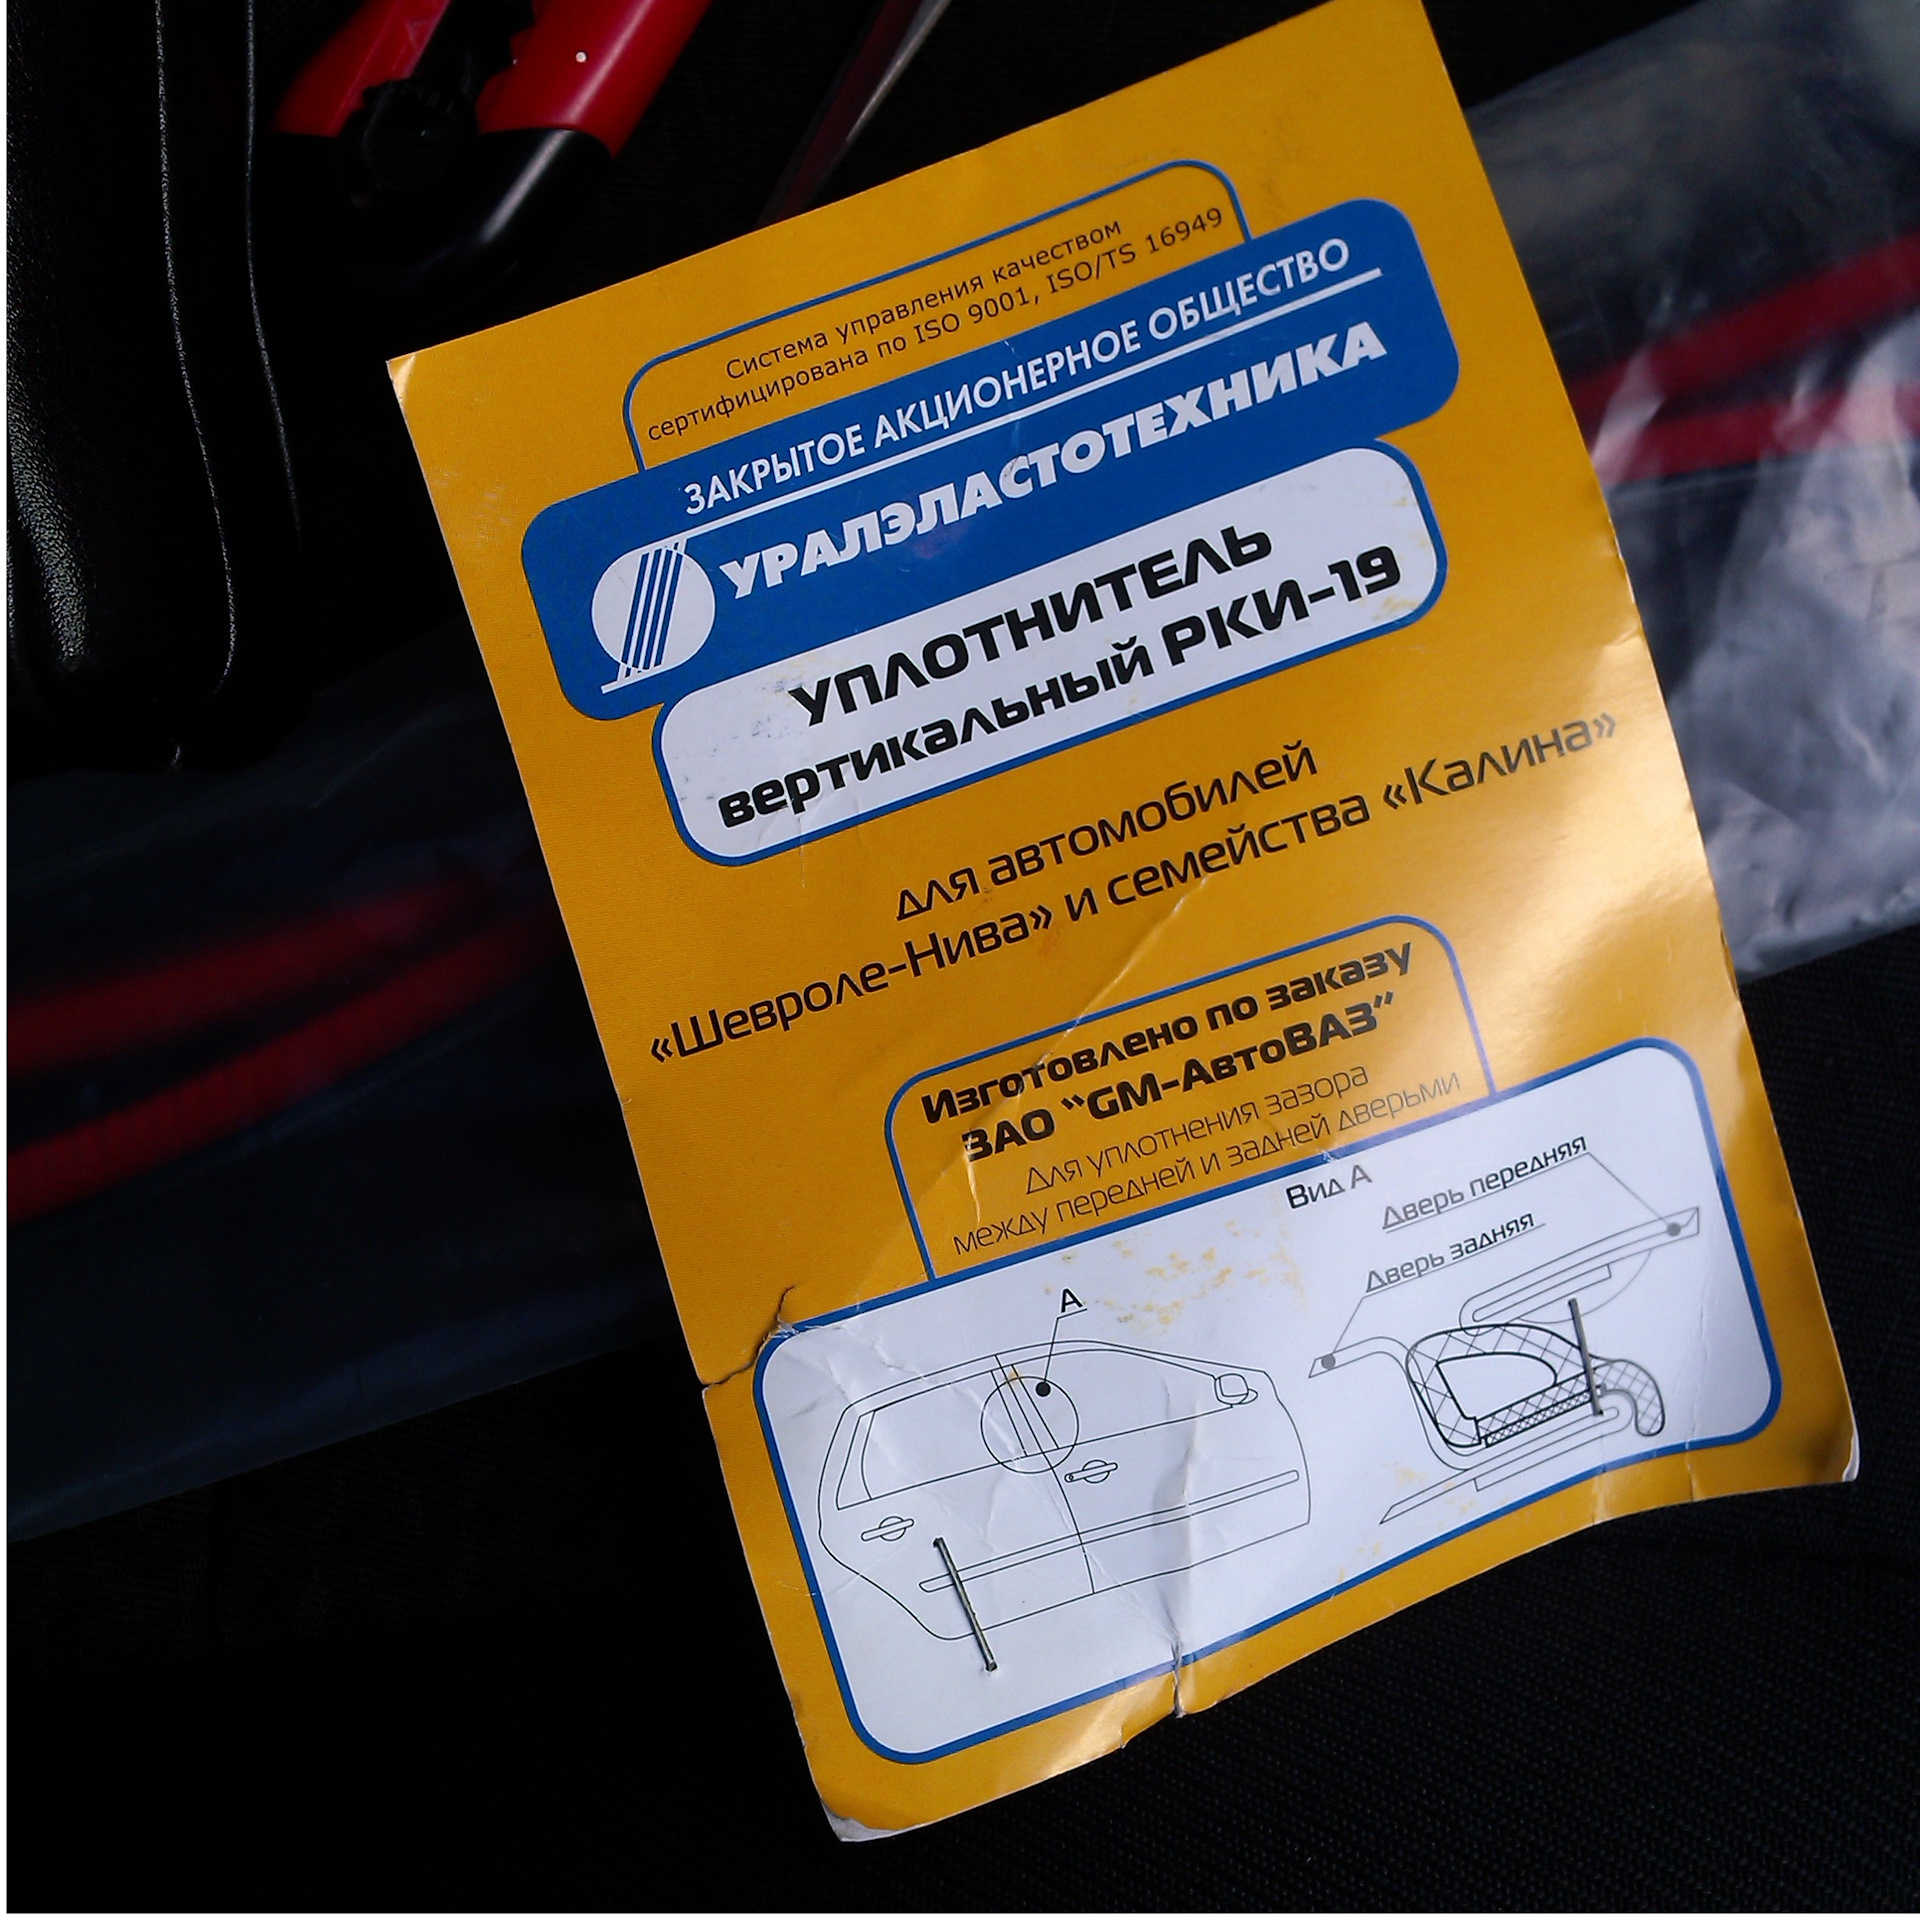 Система управления качеством
сертифицирована по ISO 9001, ISO/TS 16949
ЗАКРЫТОЕ АКЦИОНЕРНОЕ ОБЩЕСТВО
УРАЛЭЛАСТОТЕХНИКА
УПЛОТНИТЕЛЬ
вертикальный РКИ-19
для автомобилей
«Шевроле-Нива» и семейства «Калина»
Изготовлено по заказу
ЗАО “GM-АвтоВАЗ”
Для уплотнения зазора
между передней и задней дверьми
Вид А
Дверь передняя
Дверь задняя
А